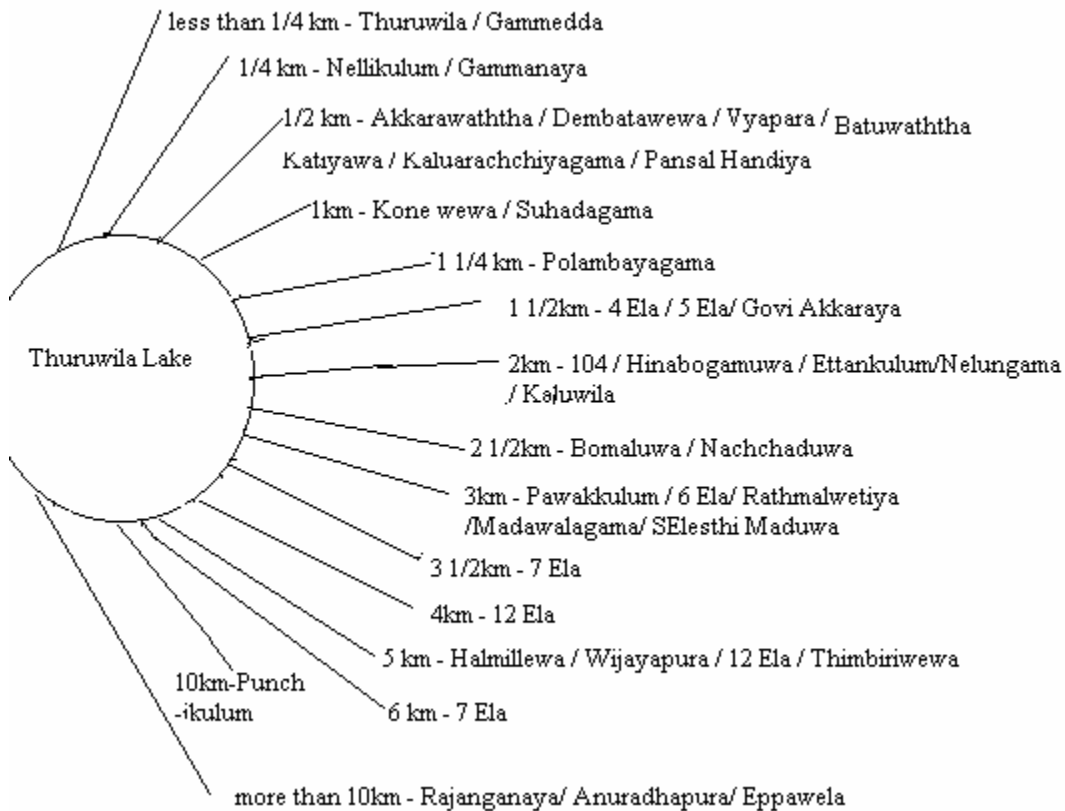 less than 1/4 km - Thuruwila / Gammedda
1/4 km - Nellikulum / Gammanaya
1/2 km - Akkarawaththa / Dembatawewa / Vyapara / Batuwaththa
Katiyawa / Kaluarachchiyagama / Pansal Handiya
1km - Kone wewa / Suhadagama
1 1/4 km - Polambayagama
1 1/2km - 4 Ela / 5 Ela/ Govi Akkaraya
Thuruwila Lake
2km - 104 / Hinabogamuwa / Ettankulum/Nelungama
/ Kaluwila
2 1/2km - Bomaluwa / Nachchaduwa
3km - Pawakkulum / 6 Ela/ Rathmalwetiya
/Madawalagama/ SElesthi Maduwa
3 1/2km - 7 Ela
4km - 12 Ela
5 km - Halmillewa / Wijayapura / 12 Ela / Thimbiriwewa
10km-Punch
-ikulum
6 km - 7 Ela
more than 10km - Rajanganaya/ Anuradhapura/ Eppawela